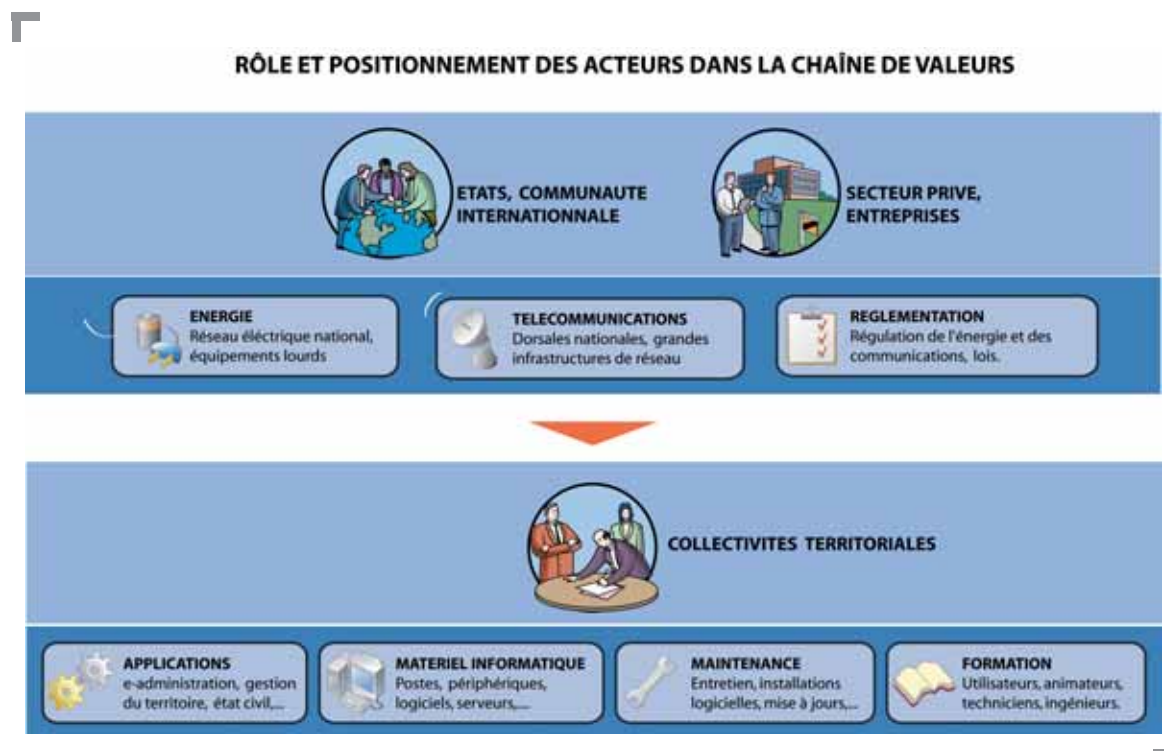 RÔLE ET POSITIONNEMENT DES ACTEURS DANS LA CHAÎNE DE VALEURS
ETATS, COMMUNAUTE
INTERNATIONNALE
SECTEUR PRIVE,
ENTREPRISES
ENERGIE
Réseau éléctrique national,
équipements lourds
TELECOMMUNICATIONS
Dorsales nationales, grandes
infrastructures de réseau
REGLEMENTATION
Régulation de l'énergie et des
communications, lois.
COLLECTIVITES TERRITORIALES
APPLICATIONS
e-administration, gestion
du territoire, état civil,...
MATERIEL INFORMATIQUE
Postes, périphériques,
logiciels, serveurs,...
MAINTENANCE
Entretien, installations
logicielles, mise à jours,...
FORMATION
Utilisateurs, animateurs,
techniciens, ingénieurs.